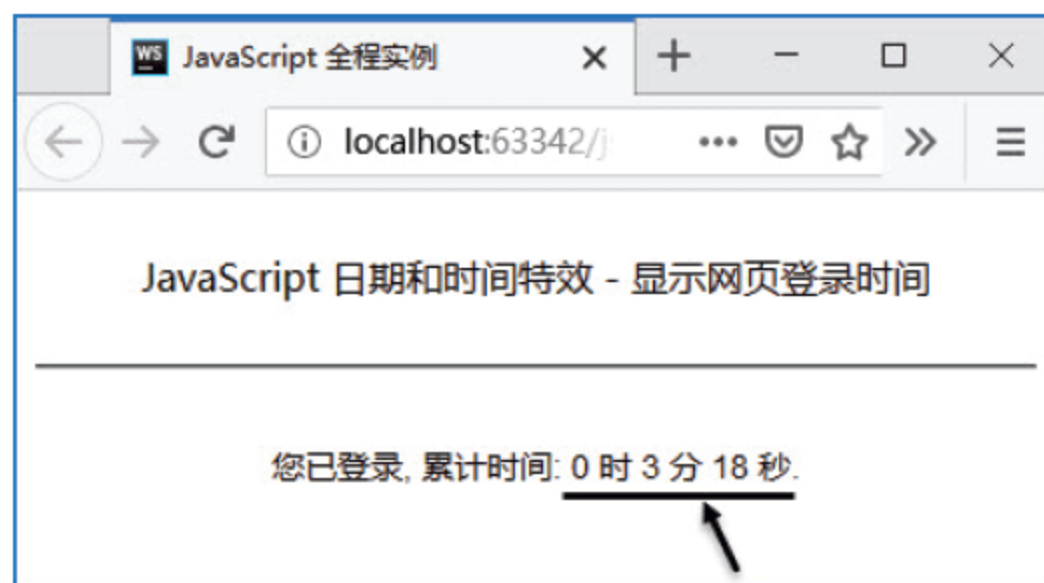 WS JavaScript 全程实例
localhost:63342/j
JavaScript 日期和时间特效 - 显示网页登录时间
您已登录, 累计时间: 0 时 3 分 18 秒.